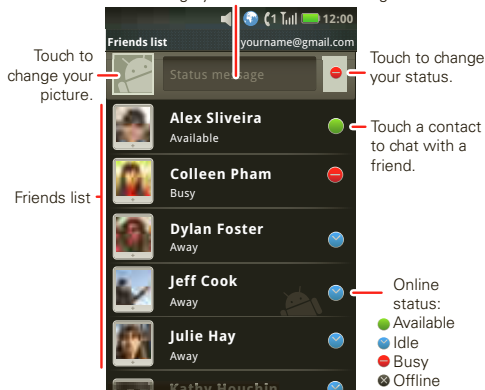 12:00
Friends list yourname@gmail.com
Touch to change your picture.
Status message
Touch to change your status.
Alex Sliveira
Available
Touch a contact to chat with a friend.
Colleen Pham
Busy
Friends list
Dylan Foster
Away
Jeff Cook
Away
Online status:
Available
Idle
Busy
Offline
Julie Hay
Away
Kathy Houchin